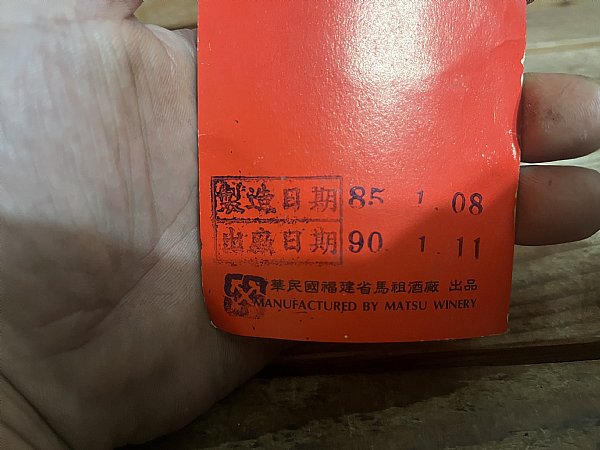 製造日期 85 1. 08
出廠日期 90 1. 11
華民國福建省馬祖酒廠 出品
MANUFACTURED BY MATSU WINERY